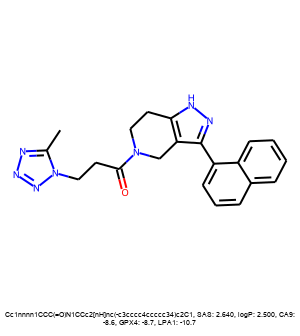 H
N
N
N
N
N
N
N
O
Cc1nnnn1CCC(=O)N1CCc2[nH]nc(-c3cccc4ccccc34)c2C1, SAS: 2.640, logP: 2.500, CA9:
-8.6, GPX4: -8.7, LPA1: -10.7